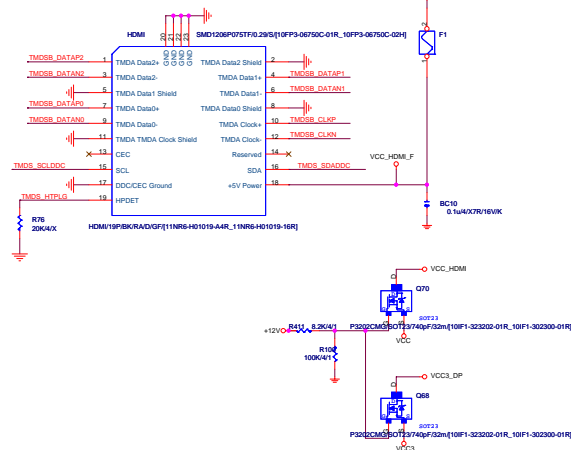 HDMI SMD1206P075TF/0.29/S/[10FP3-06750C-01R_10FP3-06750C-02H]
20 21 22 23
GND GND GND GND
2
F1
1
TMDSB_DATAP2 1 TMDA Data2+ TMDA Data2 Shield 2
TMDSB_DATAN2 3 TMDA Data2- TMDA Data1+ 4 TMDSB_DATAP1
5 TMDA Data1 Shield TMDA Data1- 6 TMDSB_DATAN1
TMDSB_DATAP0 7 TMDA Data0+ TMDA Data0 Shield 8
TMDSB_DATAN0 9 TMDA Data0- TMDA Clock+ 10 TMDSB_CLKP
11 TMDA TMDA Clock Shield TMDA Clock- 12 TMDSB_CLKN
13 CEC Reserved 14
TMDS_SCLDDC 15 SCL SDA 16 TMDS_SDADDC
17 DDC/CEC Ground +5V Power 18
TMDS_HTPLG 19 HPDET
VCC_HDMI_F
R76
20K/4/X
BC10
0.1u/4/X7R/16V/K
HDMI/19P/BK/RA/D/GF/[11NR6-H01019-A4R_11NR6-H01019-16R]
VCC_HDMI
D
Q70
SOT23
G S
P3202CMG/SOT23/740pF/32m/[10IF1-323202-01R_10IF1-302300-01R]
VCC
+12V R411 8.2K/4/1
100K/4/1
VCC3_DP
D
Q68
SOT23
G S
P3202CMG/SOT23/740pF/32m/[10IF1-323202-01R_10IF1-302300-01R]
VCC3